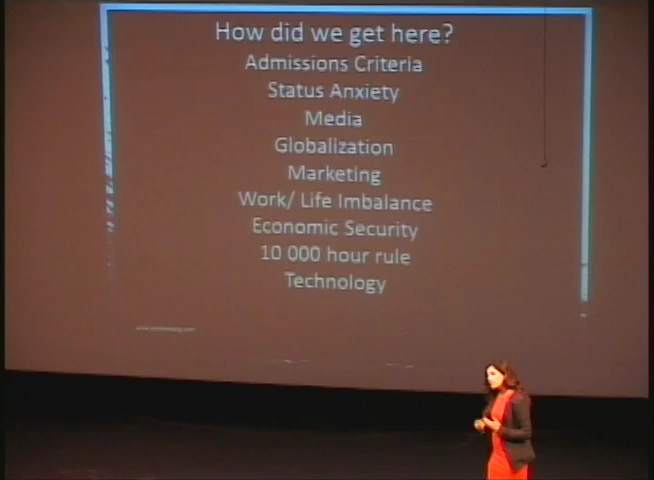 How did we get here?
Admissions Criteria
Status Anxiety
Media
Globalization
Marketing
Work/ Life Imbalance
Economic Security
10 000 hour rule
Technology